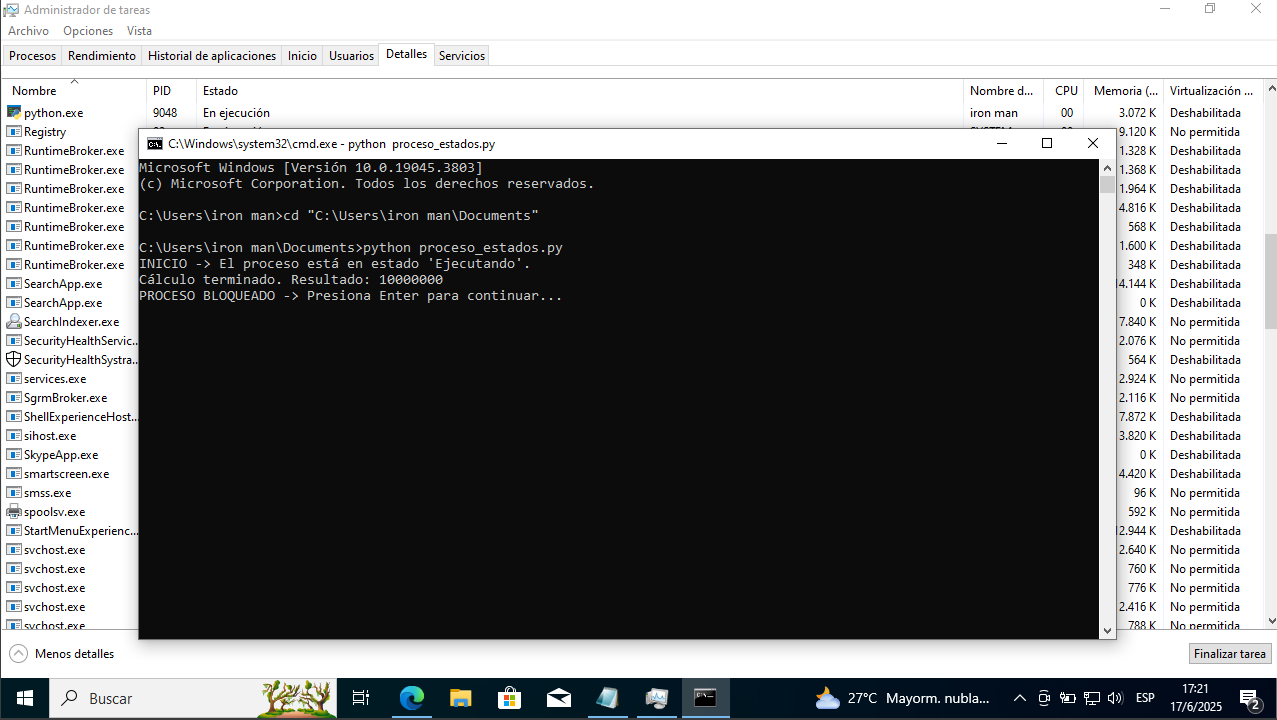 Administrador de tareas
Archivo Opciones Vista
Procesos Rendimiento Historial de aplicaciones Inicio Usuarios Detalles Servicios
Nombre PID Estado Nombre d... CPU Memoria (... Virtualización ...
python.exe 9048 En ejecución iron man 00 3.072 K Deshabilitada
Registry 9.120 K No permitida
RuntimeBroker.exe 1.328 K Deshabilitada
RuntimeBroker.exe 1.368 K Deshabilitada
RuntimeBroker.exe 1.964 K Deshabilitada
RuntimeBroker.exe 4.816 K Deshabilitada
RuntimeBroker.exe 568 K Deshabilitada
RuntimeBroker.exe 1.600 K Deshabilitada
RuntimeBroker.exe 348 K Deshabilitada
SearchApp.exe 14.144 K Deshabilitada
SearchApp.exe 0 K Deshabilitada
SearchIndexer.exe 7.840 K No permitida
SecurityHealthServic... 2.076 K No permitida
SecurityHealthSystra... 564 K Deshabilitada
services.exe 2.924 K No permitida
SgrmBroker.exe 2.116 K No permitida
ShellExperienceHost... 7.872 K Deshabilitada
sihost.exe 3.820 K Deshabilitada
SkypeApp.exe 0 K Deshabilitada
smartscreen.exe 4.420 K Deshabilitada
smss.exe 96 K No permitida
spoolsv.exe 592 K No permitida
StartMenuExperienc... 12.944 K Deshabilitada
svchost.exe 2.640 K No permitida
svchost.exe 760 K No permitida
svchost.exe 776 K No permitida
svchost.exe 2.416 K No permitida
svchost.exe 788 K No permitida
C:\Windows\system32\cmd.exe - python  proceso_estados.py
Microsoft Windows [Versión 10.0.19045.3803]
(c) Microsoft Corporation. Todos los derechos reservados.
C:\Users\iron man>cd "C:\Users\iron man\Documents"
C:\Users\iron man\Documents>python proceso_estados.py
INICIO -> El proceso está en estado 'Ejecutando'.
Cálculo terminado. Resultado: 10000000
PROCESO BLOQUEADO -> Presiona Enter para continuar...
Menos detalles
Finalizar tarea
Buscar
27°C Mayorm. nubla...
ESP
17:21
17/6/2025
2